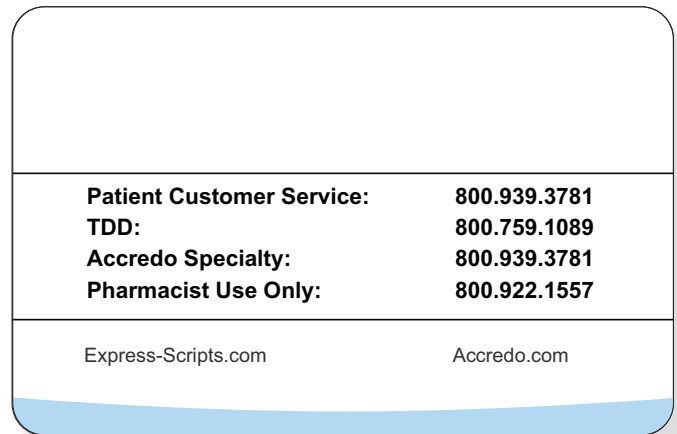 Patient Customer Service: 800.939.3781
TDD: 800.759.1089
Accredo Specialty: 800.939.3781
Pharmacist Use Only: 800.922.1557
Express-Scripts.com Accredo.com